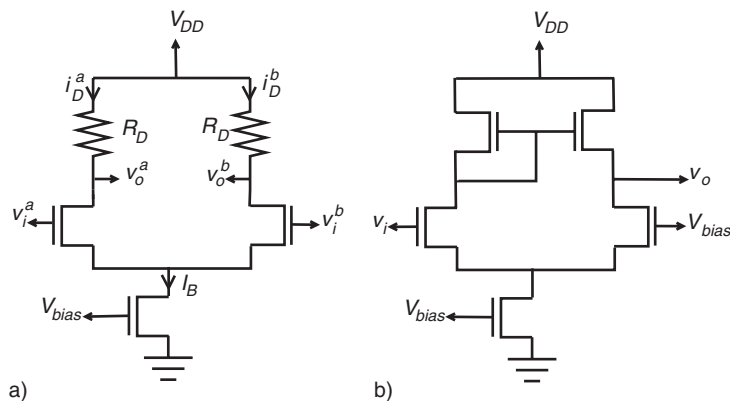 V_DD
i_D^a
i_D^b
R_D
R_D
v_o^a
v_o^b
v_i^a
v_i^b
I_B
V_bias
a)
V_DD
v_o
v_i
V_bias
V_bias
b)